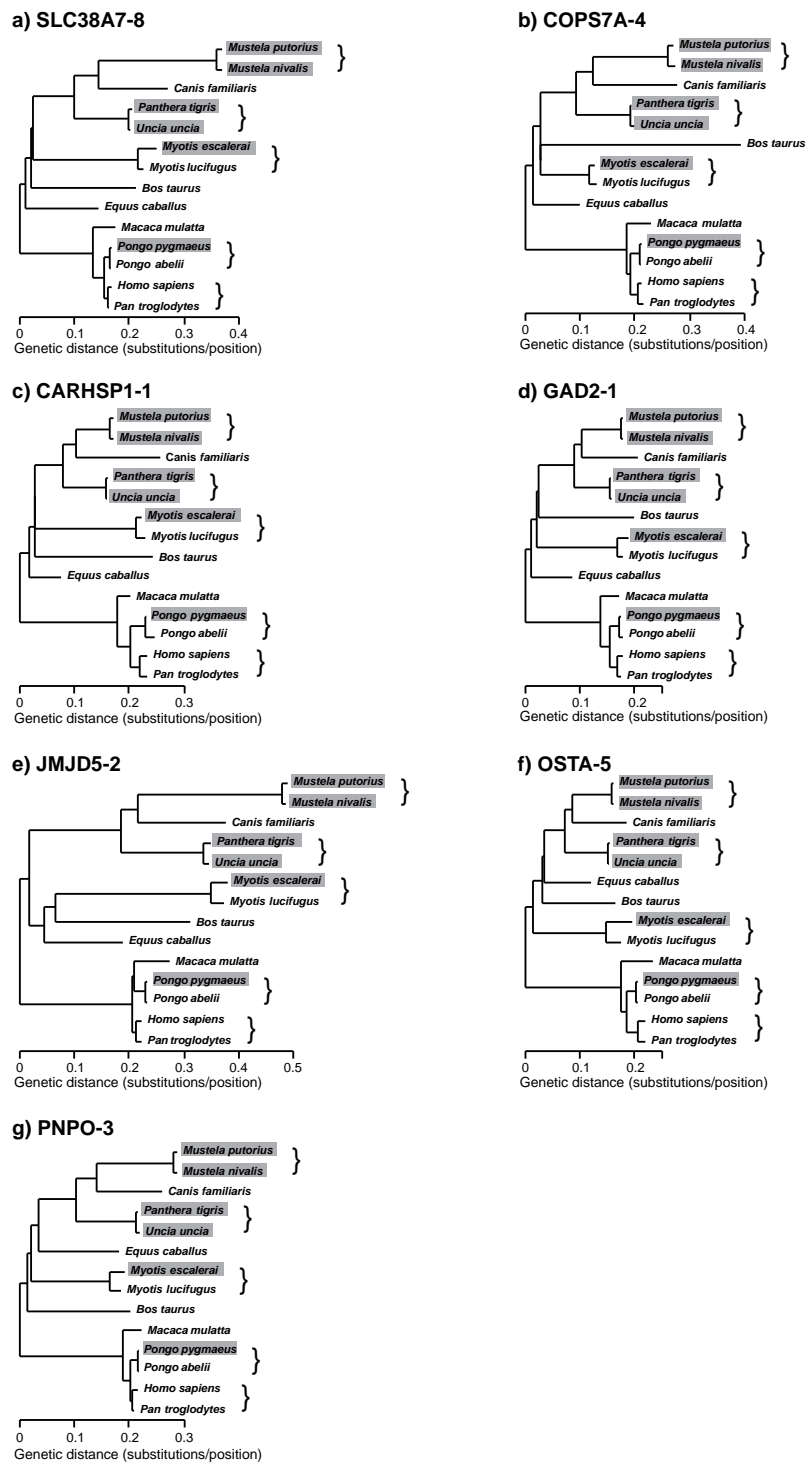 a) SLC38A7-8
Mustela putorius
Mustela nivalis
Canis familiaris
Panthera tigris
Uncia uncia
Myotis escalerai
Myotis lucifugus
Bos taurus
Equus caballus
Macaca mulatta
Pongo pygmaeus
Pongo abelii
Homo sapiens
Pan troglodytes
0 0.1 0.2 0.3 0.4
Genetic distance (substitutions/position)
b) COPS7A-4
Mustela putorius
Mustela nivalis
Canis familiaris
Panthera tigris
Uncia uncia
Bos taurus
Myotis escalerai
Myotis lucifugus
Equus caballus
Macaca mulatta
Pongo pygmaeus
Pongo abelii
Homo sapiens
Pan troglodytes
0 0.1 0.2 0.3 0.4
Genetic distance (substitutions/position)
c) CARHSP1-1
Mustela putorius
Mustela nivalis
Canis familiaris
Panthera tigris
Uncia uncia
Myotis escalerai
Myotis lucifugus
Bos taurus
Equus caballus
Macaca mulatta
Pongo pygmaeus
Pongo abelii
Homo sapiens
Pan troglodytes
0 0.1 0.2 0.3
Genetic distance (substitutions/position)
d) GAD2-1
Mustela putorius
Mustela nivalis
Canis familiaris
Panthera tigris
Uncia uncia
Bos taurus
Myotis escalerai
Myotis lucifugus
Equus caballus
Macaca mulatta
Pongo pygmaeus
Pongo abelii
Homo sapiens
Pan troglodytes
0 0.1 0.2
Genetic distance (substitutions/position)
e) JMJD5-2
Mustela putorius
Mustela nivalis
Canis familiaris
Panthera tigris
Uncia uncia
Myotis escalerai
Myotis lucifugus
Bos taurus
Equus caballus
Macaca mulatta
Pongo pygmaeus
Pongo abelii
Homo sapiens
Pan troglodytes
0 0.1 0.2 0.3 0.4 0.5
Genetic distance (substitutions/position)
f) OSTA-5
Mustela putorius
Mustela nivalis
Canis familiaris
Panthera tigris
Uncia uncia
Equus caballus
Bos taurus
Myotis escalerai
Myotis lucifugus
Macaca mulatta
Pongo pygmaeus
Pongo abelii
Homo sapiens
Pan troglodytes
0 0.1 0.2
Genetic distance (substitutions/position)
g) PNPO-3
Mustela putorius
Mustela nivalis
Canis familiaris
Panthera tigris
Uncia uncia
Equus caballus
Myotis escalerai
Myotis lucifugus
Bos taurus
Macaca mulatta
Pongo pygmaeus
Pongo abelii
Homo sapiens
Pan troglodytes
0 0.1 0.2 0.3
Genetic distance (substitutions/position)